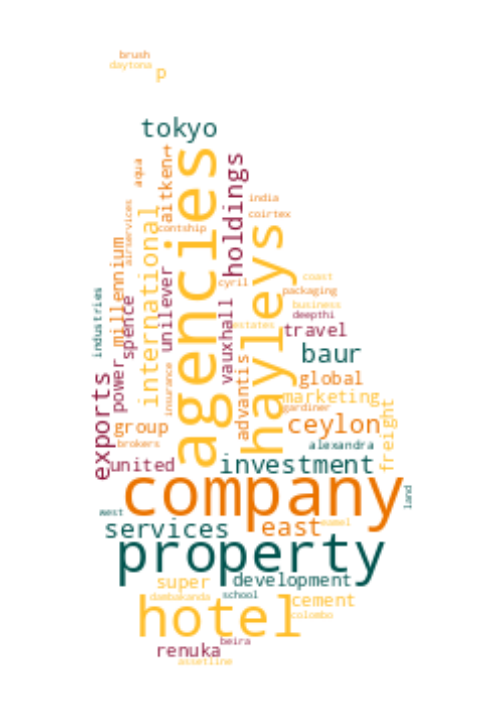 brush
daytona
p
tokyo
agencies
aitken
t
aqua
holdings
hayleys
india
coirtex
airservices
international
contship
millennium
spence
unilever
cyril
coast
packaging
business
deepthi
industries
vauxhall
estates
travel
baur
power
insurance
advantis
global
marketing
gardiner
exports
group
ceylon
freight
brokers
alexandra
united
investment
company
land
west
services
east
eamel
property
super
development
dambakanda
school
cement
hotel
colombo
beira
renuka
assetline